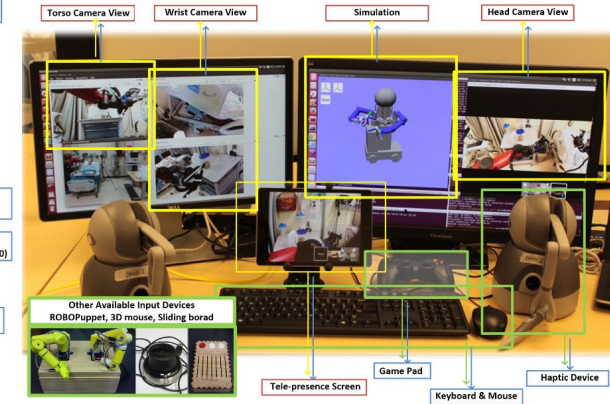 Torso Camera View
Wrist Camera View
Simulation
Head Camera View
0)
Other Available Input Devices
ROBOPuppet, 3D mouse, Sliding borad
Game Pad
Haptic Device
Tele-presence Screen
Keyboard & Mouse